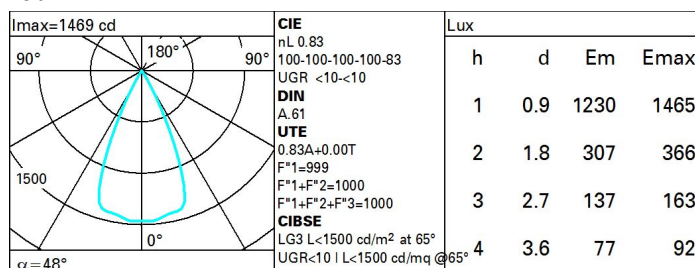 Imax=1469 cd
90°
180°
90°
1500
0°
α=48°
CIE
nL 0.83
100-100-100-100-83
UGR <10-<10
DIN
A.61
UTE
0.83A+0.00T
F"1=999
F"1+F"2=1000
F"1+F"2+F"3=1000
CIBSE
LG3 L<1500 cd/m² at 65°
UGR<10 | L<1500 cd/mq @65°
Lux
h d Em Emax
1 0.9 1230 1465
2 1.8 307 366
3 2.7 137 163
4 3.6 77 92